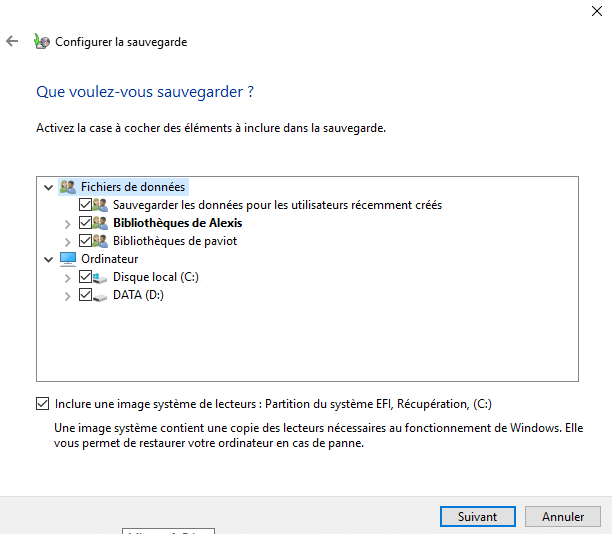 Configurer la sauvegarde
Que voulez-vous sauvegarder ?
Activez la case à cocher des éléments à inclure dans la sauvegarde.
Fichiers de données
Sauvegarder les données pour les utilisateurs récemment créés
Bibliothèques de Alexis
Bibliothèques de paviot
Ordinateur
Disque local (C:)
DATA (D:)
Inclure une image système de lecteurs : Partition du système EFI, Récupération, (C:)
Une image système contient une copie des lecteurs nécessaires au fonctionnement de Windows. Elle
vous permet de restaurer votre ordinateur en cas de panne.
Suivant
Annuler